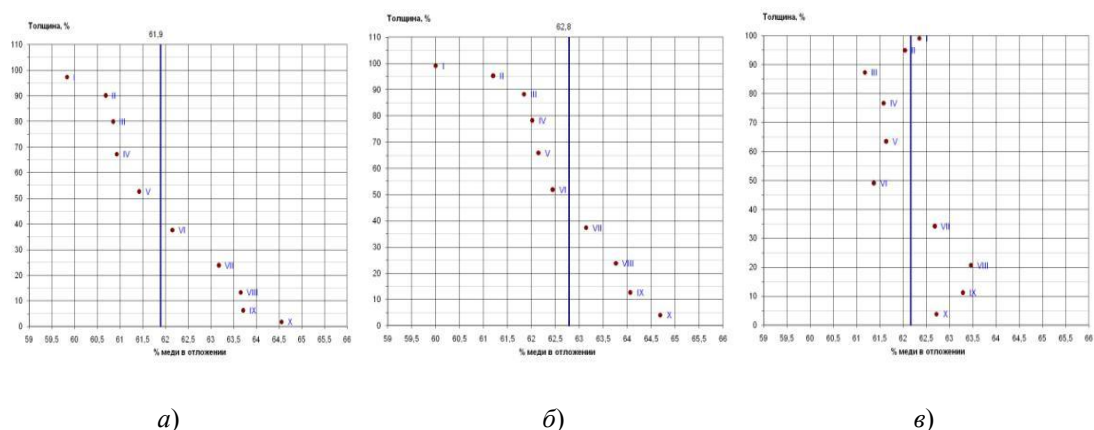 Толщина, %
61,9
110
100
90
80
70
60
50
40
30
20
10
0
I
II
III
IV
V
VI
VII
VIII
IX
X
59 59,5 60 60,5 61 61,5 62 62,5 63 63,5 64 64,5 65 65,5 66
% меди в отложении
а)
Толщина, %
62,8
110
100
90
80
70
60
50
40
30
20
10
0
I
II
III
IV
V
VI
VII
VIII
IX
X
59 59,5 60 60,5 61 61,5 62 62,5 63 63,5 64 64,5 65 65,5 66
% меди в отложении
б)
Толщина, %
100
90
80
70
60
50
40
30
20
10
0
I
II
III
IV
V
VI
VII
VIII
IX
X
59 59,5 60 60,5 61 61,5 62 62,5 63 63,5 64 64,5 65 65,5 66
% меди в отложении
в)